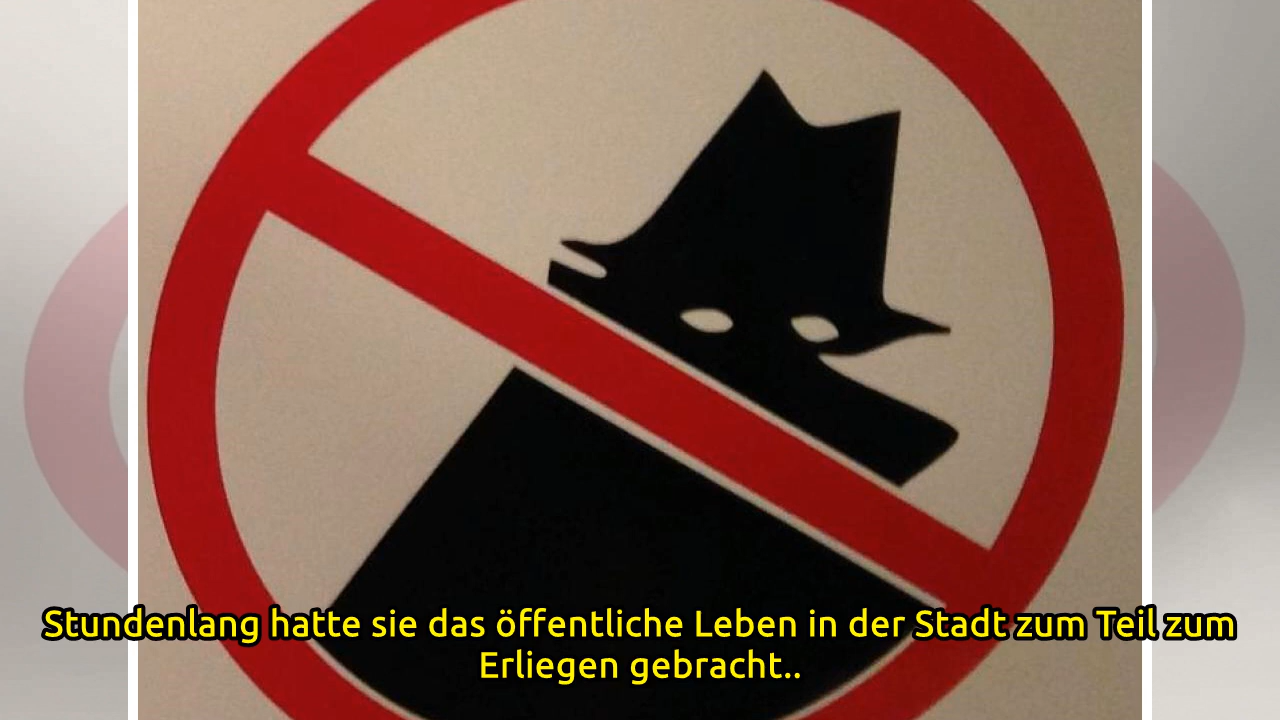 Stundenlang hatte sie das öffentliche Leben in der Stadt zum Teil zum
Erliegen gebracht..